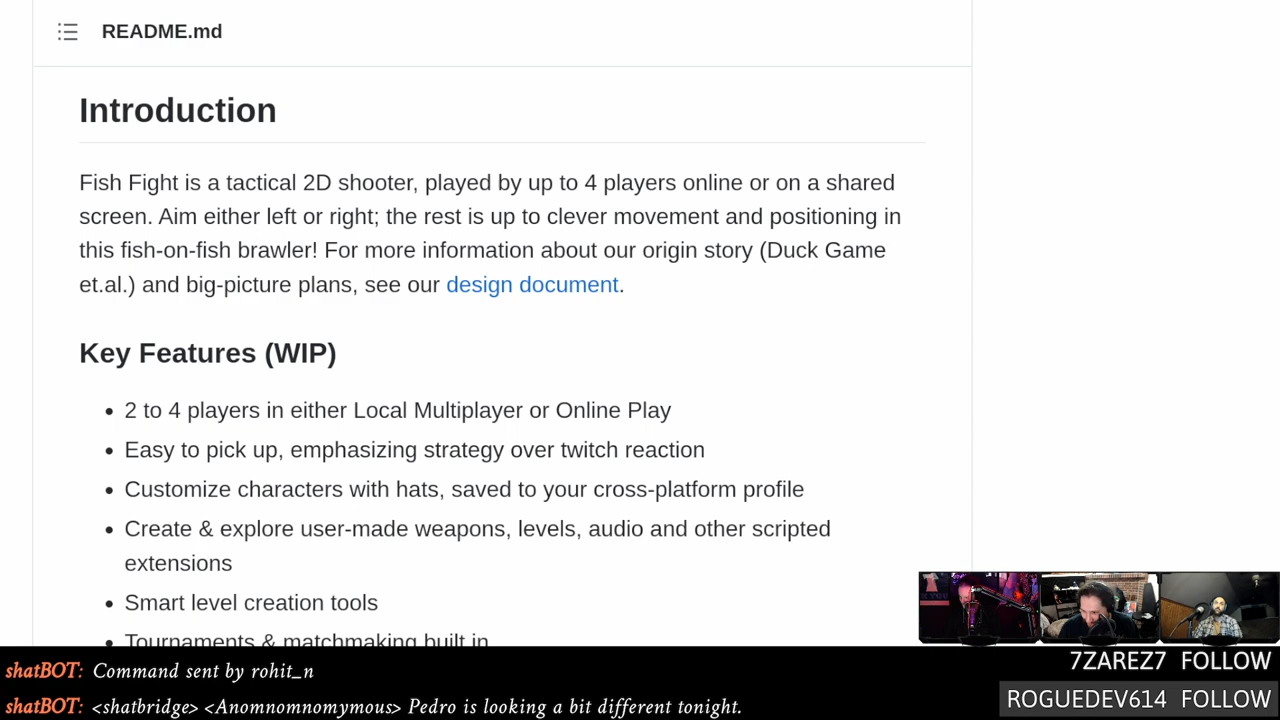 README.md
Introduction
Fish Fight is a tactical 2D shooter, played by up to 4 players online or on a shared
screen. Aim either left or right; the rest is up to clever movement and positioning in
this fish-on-fish brawler! For more information about our origin story (Duck Game
et.al.) and big-picture plans, see our design document.
Key Features (WIP)
• 2 to 4 players in either Local Multiplayer or Online Play
• Easy to pick up, emphasizing strategy over twitch reaction
• Customize characters with hats, saved to your cross-platform profile
• Create & explore user-made weapons, levels, audio and other scripted
extensions
• Smart level creation tools
• Tournaments & matchmaking built in
shatBOT: Command sent by rohit_n
shatBOT: <shatbridge> <Anomnomnomymous> Pedro is looking a bit different tonight.
7ZAREZ7 FOLLOW
ROGUEDEV614 FOLLOW